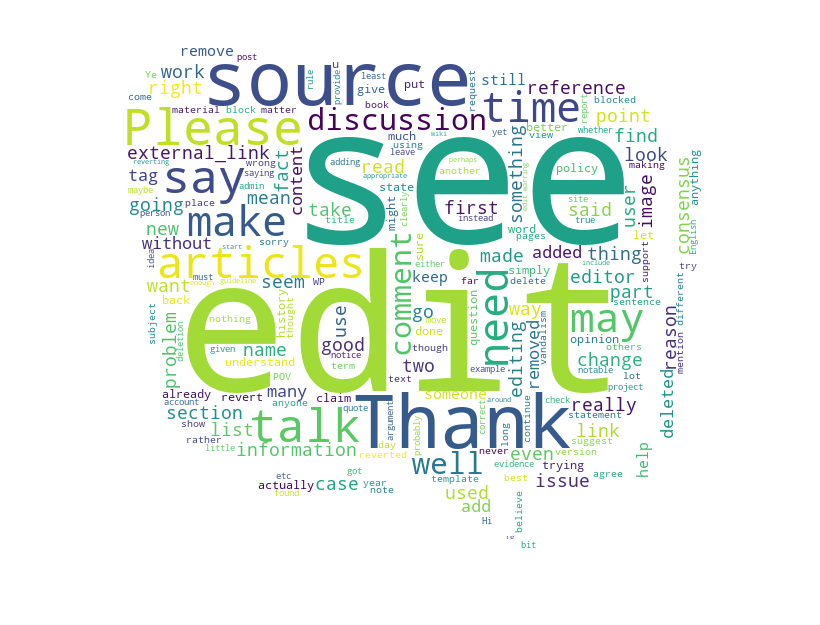 remove
post
Ye
work
source
u
least
rule
provide
give
put
still
time
request
reference
come
right
book
report
blocked
material
block
matter
Please
discussion
yet
better
whether
point
using
much
wiki
view
find
external_link
leave
reverting
wrong
fact
content
adding
perhaps
another
something
policy
look
tag
saying
say
read
appropriate
see
site
user
image
consensus
anything
maybe
admin
mean
state
going
place
person
might
clearly
first
instead
edit warring
true
said
new
make
take
title
word
let
English
without
sorry
sure
pages
added
thing
support
making
idea
start
articles
comment
either
made
include
try
must
seem
WP
keep
far
simply
editor
different
want
enough
guideline
edit
need
delete
part
sentence
back
history
thought
use
go
move
question
way
may
reason
mention
subject
problem
deletion
nothing
done
notable
others
project
given
name
good
notice
though
editing
removed
vandalism
opinion
change
understand
term
two
example
lot
POV
text
already
revert
many
claim
someone
around
check
deleted
account
anyone
quote
Thank
correct
continue
statement
really
section
talk
argument
long
link
show
list
day
probably
suggest
rather
information
reverted
well
never
even
evidence
version
little
trying
help
etc
got
template
best
issue
agree
actually
case
year
found
note
used
add
Hi
believe
bit